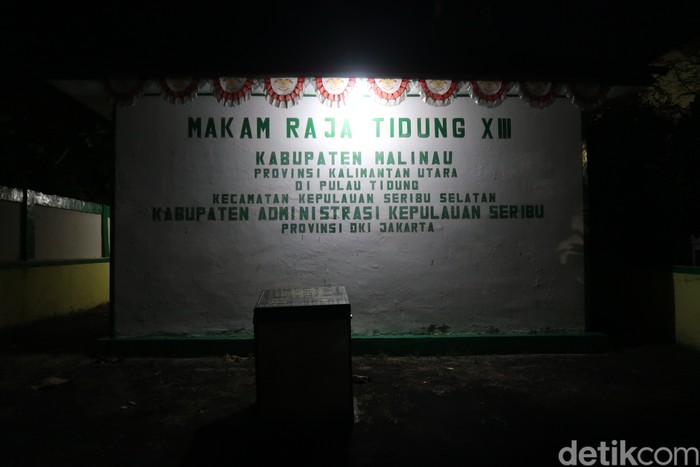 MAKAM RAJA TIDUNG XIII
KABUPATEN MALINAU
PROVINSI KALIMANTAN UTARA
DI PULAU TIDUNG
KECAMATAN KEPULAUAN SERIBU SELATAN
KABUPATEN ADMINISTRASI KEPULAUAN SERIBU
PROVINSI DKI JAKARTA
detikcom